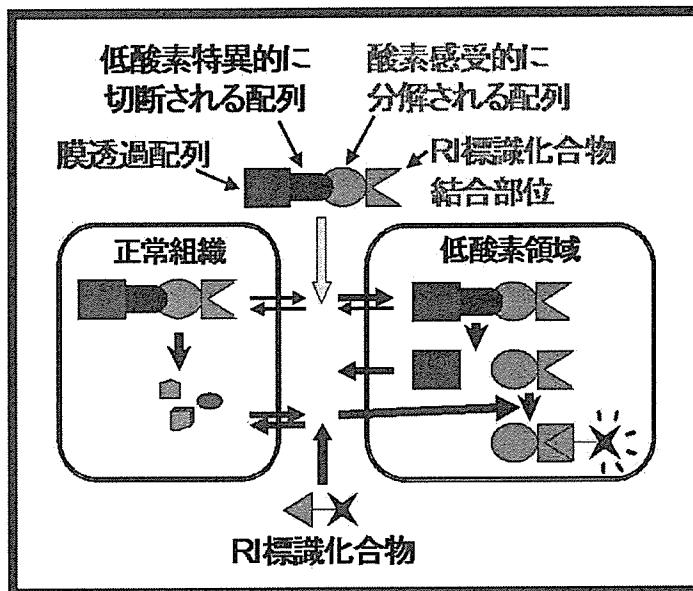 低酸素特異的に
切断される配列
酸素感受的に
分解される配列
膜透過配列
RI標識化合物
結合部位
正常組織
低酸素領域
RI標識化合物